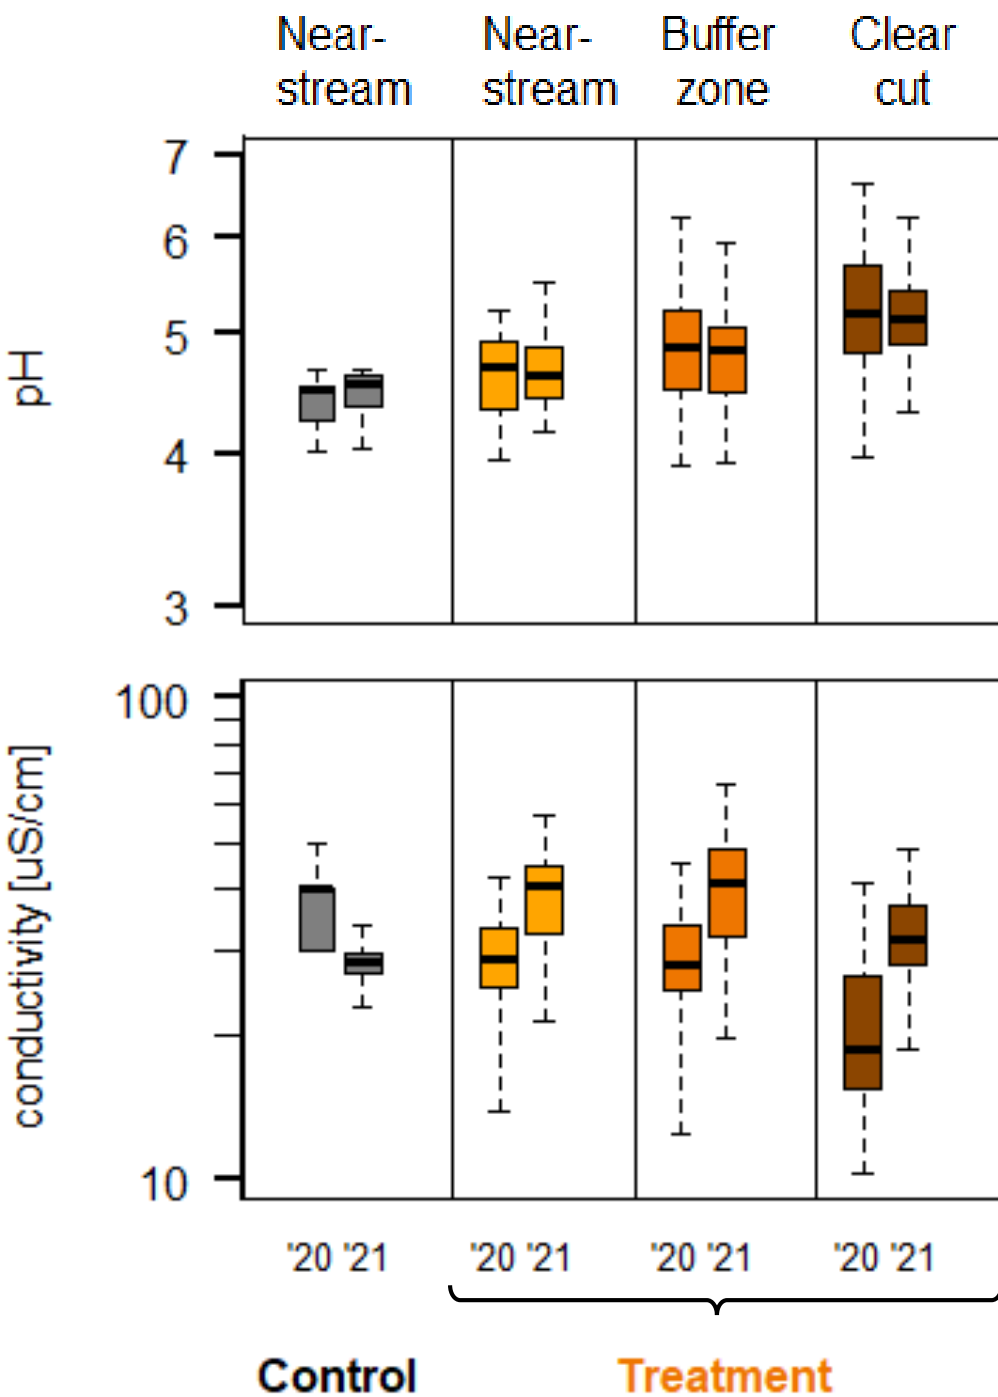 Near-
stream
Near-
stream
Buffer
zone
Clear
cut
pH
7
6
5
4
3
conductivity [uS/cm]
100
10
'20 '21
'20 '21
'20 '21
'20 '21
Control
Treatment